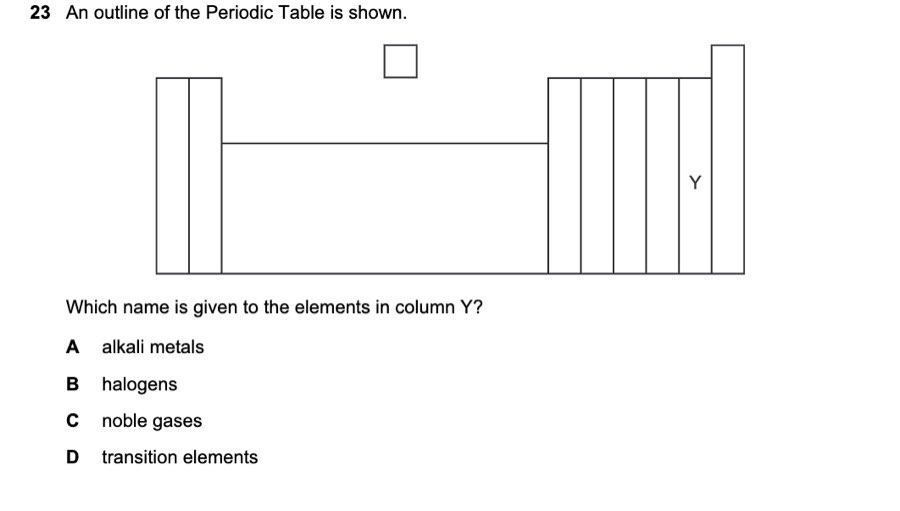 23 An outline of the Periodic Table is shown.
Y
Which name is given to the elements in column Y?
A alkali metals
B halogens
C noble gases
D transition elements